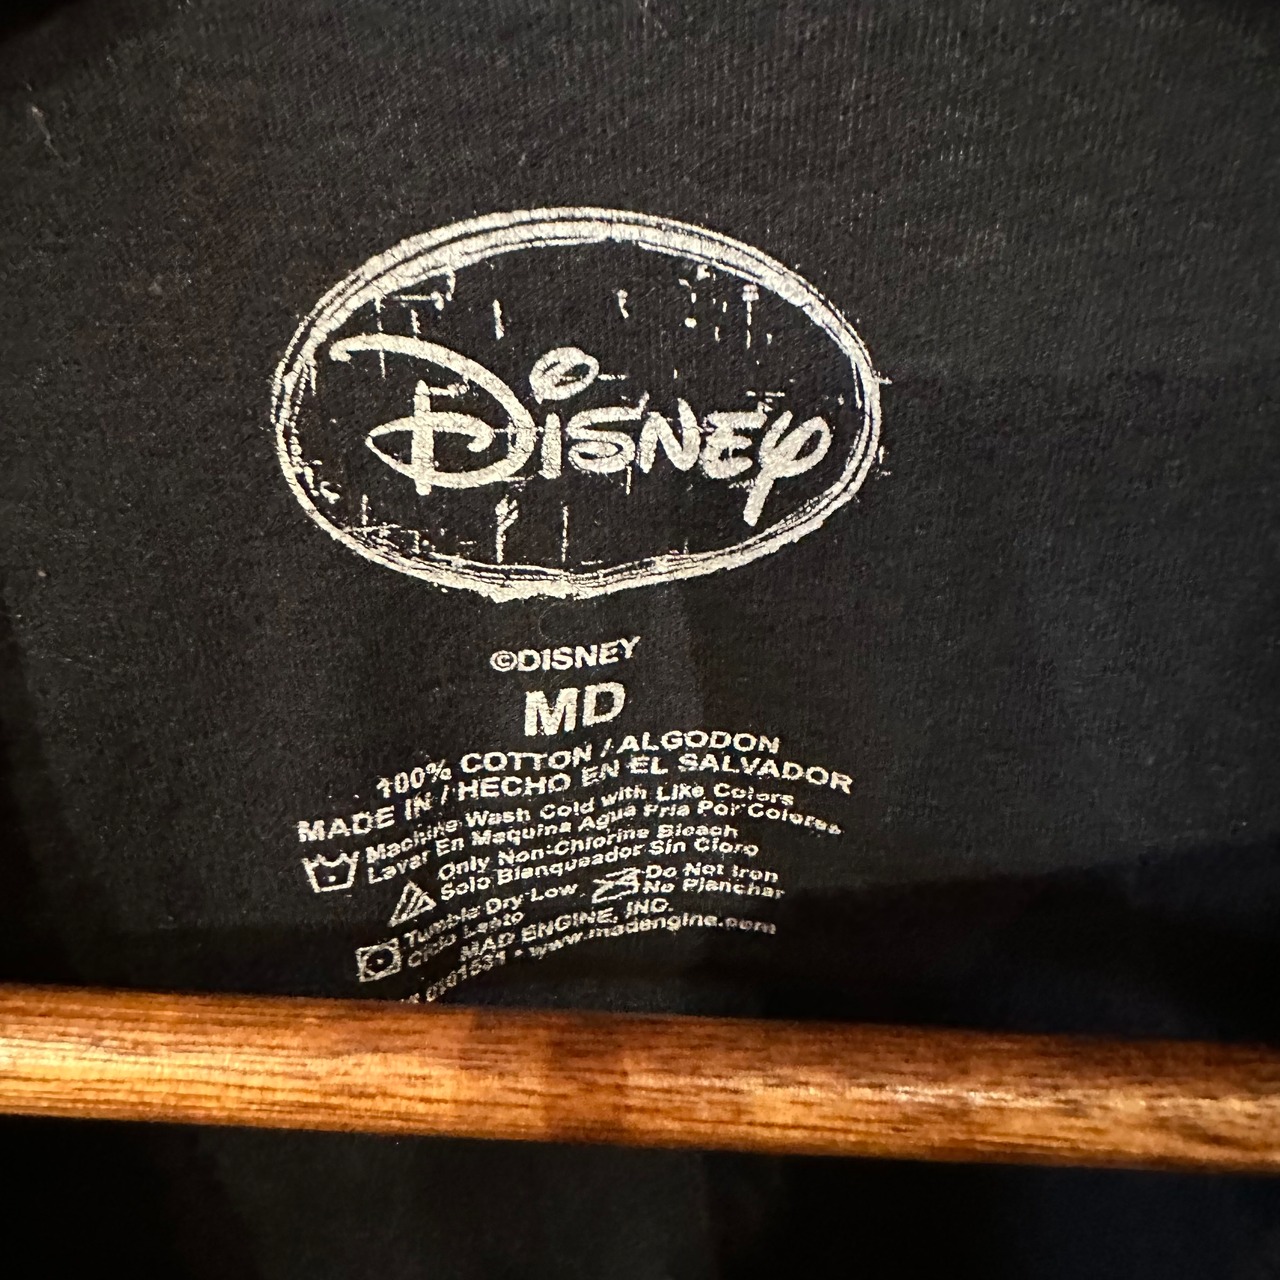 Disney
©DISNEY
MD
100% COTTON / ALGODON
MADE IN / HECHO EN EL SALVADOR
Machine Wash Cold with Like Colors
Lavar En Maquina Agua Fria Por Colores
Only Non-Chlorine Bleach
Solo Blanqueador Sin Cloro
Tumble Dry Low
Ciclo Lento
Do Not Iron
No Planchar
MAD ENGINE, INC.
www.madengine.com